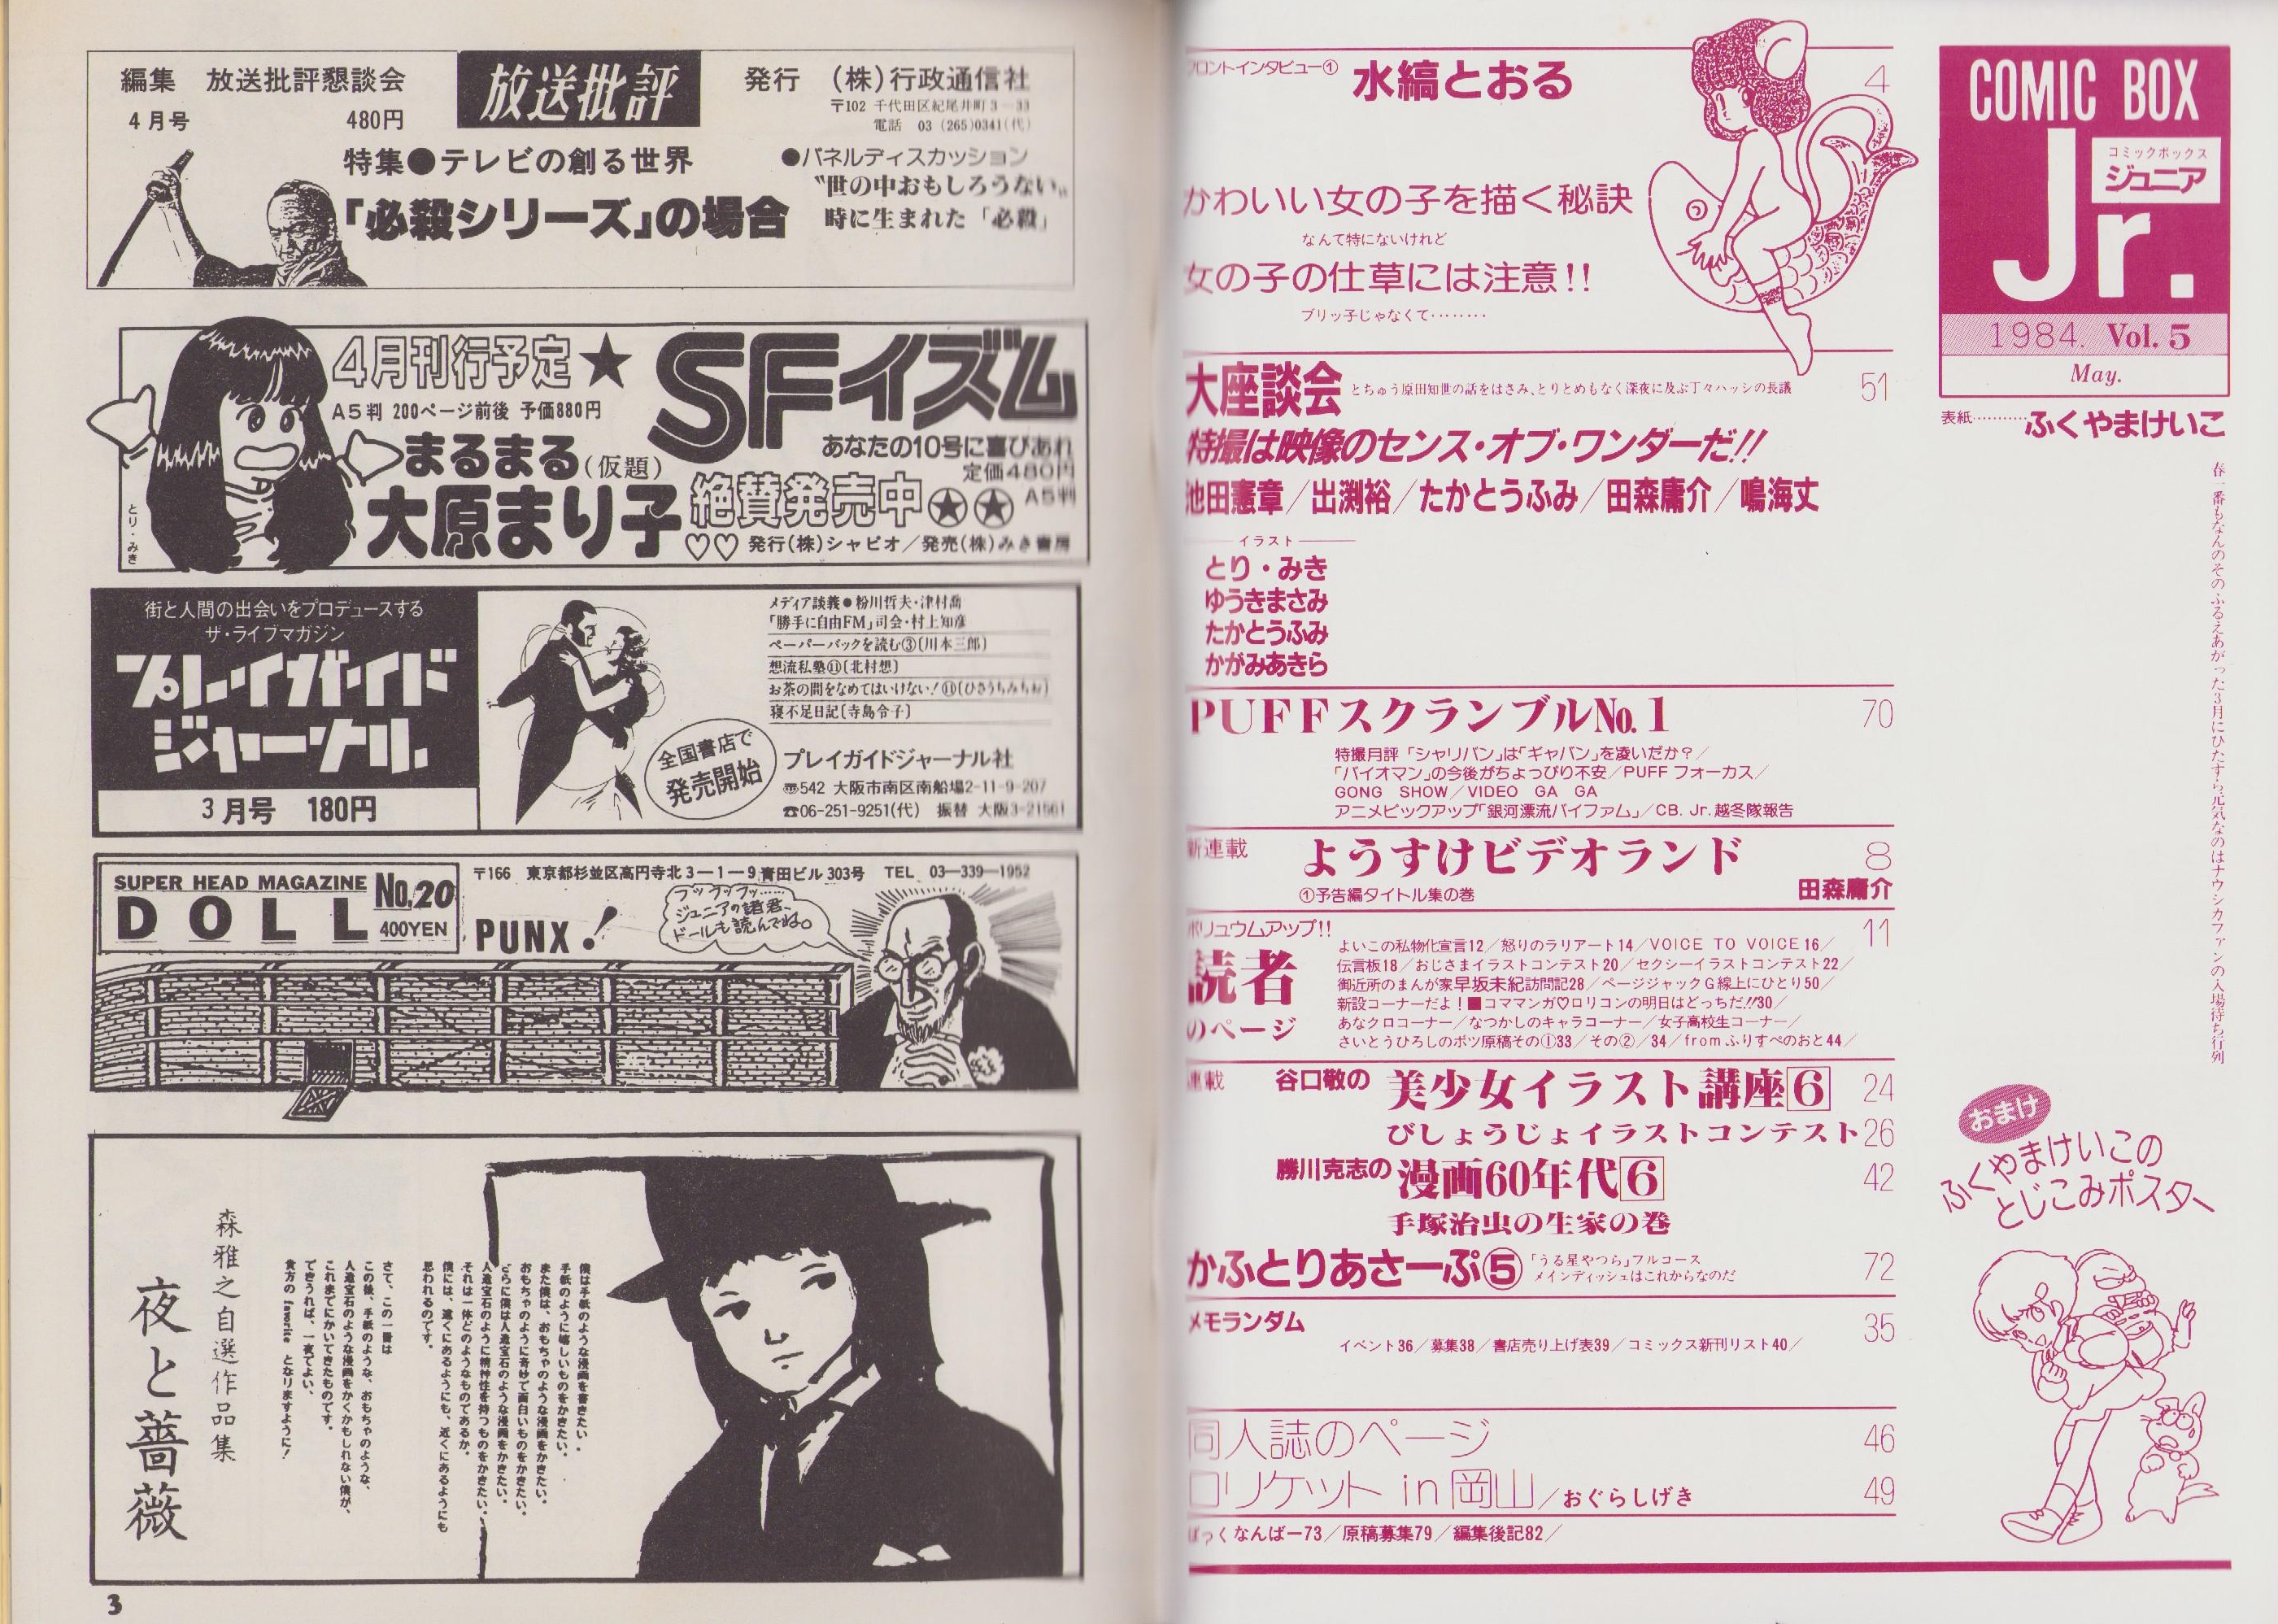 編集 放送批評懇談会
4月号 480円
放送批評
発行 (株)行政通信社
〒102 千代田区紀尾井町3－33
電話 03(265)0341(代)
特集●テレビの創る世界
「必殺シリーズ」の場合
●パネルディスカッション
〝世の中おもしろうない〟
時に生まれた「必殺」
4月刊行予定★
A5判 200ページ前後 予価880円
まるまる(仮題)
大原まり子
とり・みき
SFイズム
あなたの10号に喜びあれ
定価480円
A5判
絶賛発売中★★
♡♡発行(株)シャピオ／発売(株)みき書房
街と人間の出会いをプロデュースする
ザ・ライブマガジン
プレイガイド
ジャーナル
3月号 180円
メディア談義●粉川哲夫・津村喬
「勝手に自由FM」司会・村上知彦
ペーパーバックを読む③〔川本三郎〕
想流私塾⑪〔北村想〕
お茶の間をなめてはいけない！⑪〔ひさうちみちお〕
寝不足日記〔寺島令子〕
全国書店で
発売開始
プレイガイドジャーナル社
〠542 大阪市南区南船場2-11-9-207
☎06-251-9251(代) 振替 大阪3-21561
SUPER HEAD MAGAZINE
DOLL
No.20
400YEN
〒166 東京都杉並区高円寺北3－1－9 青田ビル303号 TEL 03－339－1952
PUNX!
フッフッフッ……
ジュニアの諸君、
ドールも読んでね。
僕は手紙のような漫画を書きたい。
手紙のように嬉しいものをかきたい。
また僕は、おもちゃのような漫画をかきたい。
おもちゃのように奇妙で面白いものをかきたい。
さらに僕は人造宝石のような漫画をかきたい。
人造宝石のように精神性を持つものをかきたい。
それは一体どのようなものであるか。
僕には、遠くにあるようにも、近くにあるようにも
思われるのです。
さて、この一冊は
この後、手紙のような、おもちゃのような、
人造宝石のような漫画をかくかもしれない僕が、
これまでにかいてきたものです。
できうれば、一夜てよい、
貴方のfavoriteとなりますように！
森雅之自選作品集
夜と薔薇
3
フロントインタビュー① 水縞とおる 4
かわいい女の子を描く秘訣
なんて特にないけれど
女の子の仕草には注意!!
ブリッ子じゃなくて………
大座談会 とちゅう原田知世の話をはさみ、とりとめもなく深夜に及ぶ丁々ハッシの長議 51
特撮は映像のセンス・オブ・ワンダーだ!!
池田憲章／出渕裕／たかとうふみ／田森庸介／鳴海丈
イラスト
とり・みき
ゆうきまさみ
たかとうふみ
かがみあきら
PUFFスクランブルNo.1 70
特撮月評「シャリバン」は「ギャバン」を凌いだか？／
「バイオマン」の今後がちょっぴり不安／PUFF フォーカス／
GONG SHOW／VIDEO GA GA
アニメピックアップ「銀河漂流バイファム」／CB. Jr.越冬隊報告
新連載 ようすけビデオランド 8
①予告編タイトル集の巻 田森庸介
ボリュウムアップ!! 11
読者
のページ
よいこの私物化宣言12／怒りのラリアート14／VOICE TO VOICE 16／
伝言板18／おじさまイラストコンテスト20／セクシーイラストコンテスト22／
御近所のまんが家早坂未紀訪問記28／ページジャックG線上にひとり50／
新設コーナーだよ！■コママンガ♡ロリコンの明日はどっちだ!!30／
あなクロコーナー／なつかしのキャラコーナー／女子高校生コーナー／
さいとうひろしのボツ原稿その①33／その②／34／fromふりすぺのおと44／
連載 谷口敬の 美少女イラスト講座6 24
びしょうじょイラストコンテスト26
勝川克志の 漫画60年代6 42
手塚治虫の生家の巻
かふとりあさーぷ⑤ 「うる星やつら」フルコース
メインディッシュはこれからなのだ 72
メモランダム 35
イベント36／募集38／書店売り上げ表39／コミックス新刊リスト40／
同人誌のページ 46
ロリケット in 岡山／おぐらしげき 49
ばっくなんばー73／原稿募集79／編集後記82／
COMIC BOX
Jr.
コミックボックス
ジュニア
1984. Vol.5
May.
表紙………ふくやまけいこ
春一番もなんのそのふるえあがった3月にひたすら元気なのはナウシカファンの入場待ち行列
おまけ
ふくやまけいこの
とじこみポスター